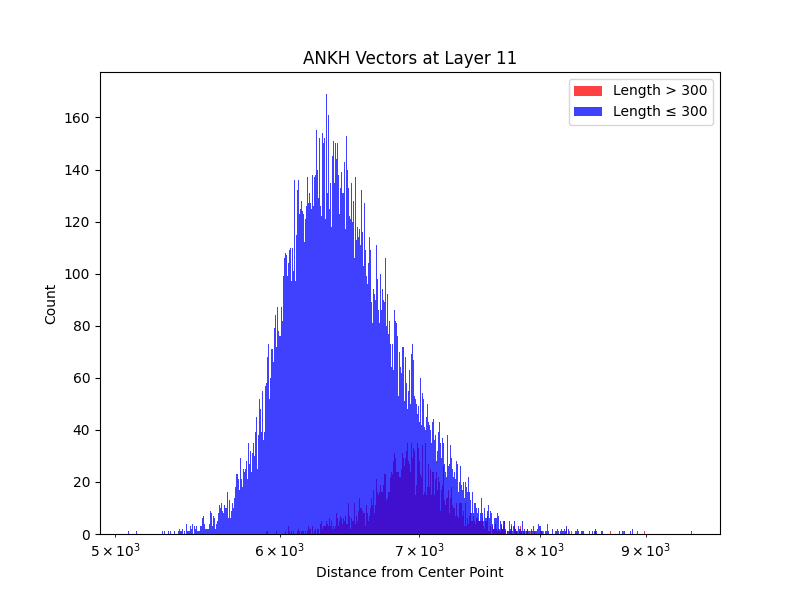 ANKH Vectors at Layer 11
Length > 300
Length ≤ 300
160
140
120
100
80
60
40
20
0
Count
5 × 10³ 6 × 10³ 7 × 10³ 8 × 10³ 9 × 10³
Distance from Center Point